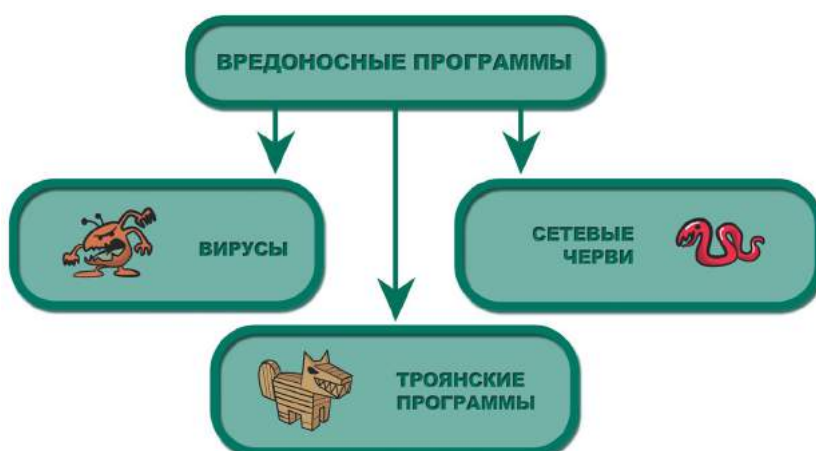 ВРЕДОНОСНЫЕ ПРОГРАММЫ
ВИРУСЫ
СЕТЕВЫЕ
ЧЕРВИ
ТРОЯНСКИЕ
ПРОГРАММЫ